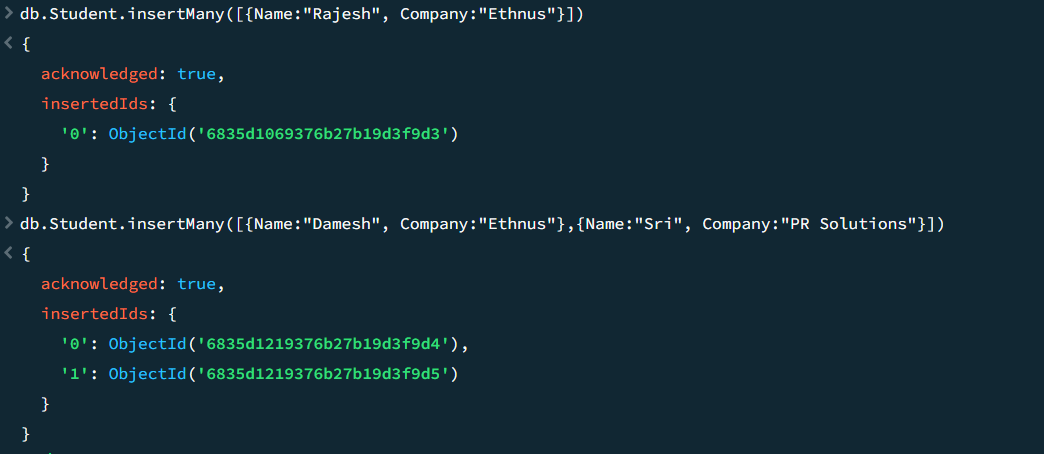 > db.Student.insertMany([{Name:"Rajesh", Company:"Ethnus"}])
< {
acknowledged: true,
insertedIds: {
'0': ObjectId('6835d1069376b27b19d3f9d3')
}
}
> db.Student.insertMany([{Name:"Damesh", Company:"Ethnus"},{Name:"Sri", Company:"PR Solutions"}])
< {
acknowledged: true,
insertedIds: {
'0': ObjectId('6835d1219376b27b19d3f9d4'),
'1': ObjectId('6835d1219376b27b19d3f9d5')
}
}